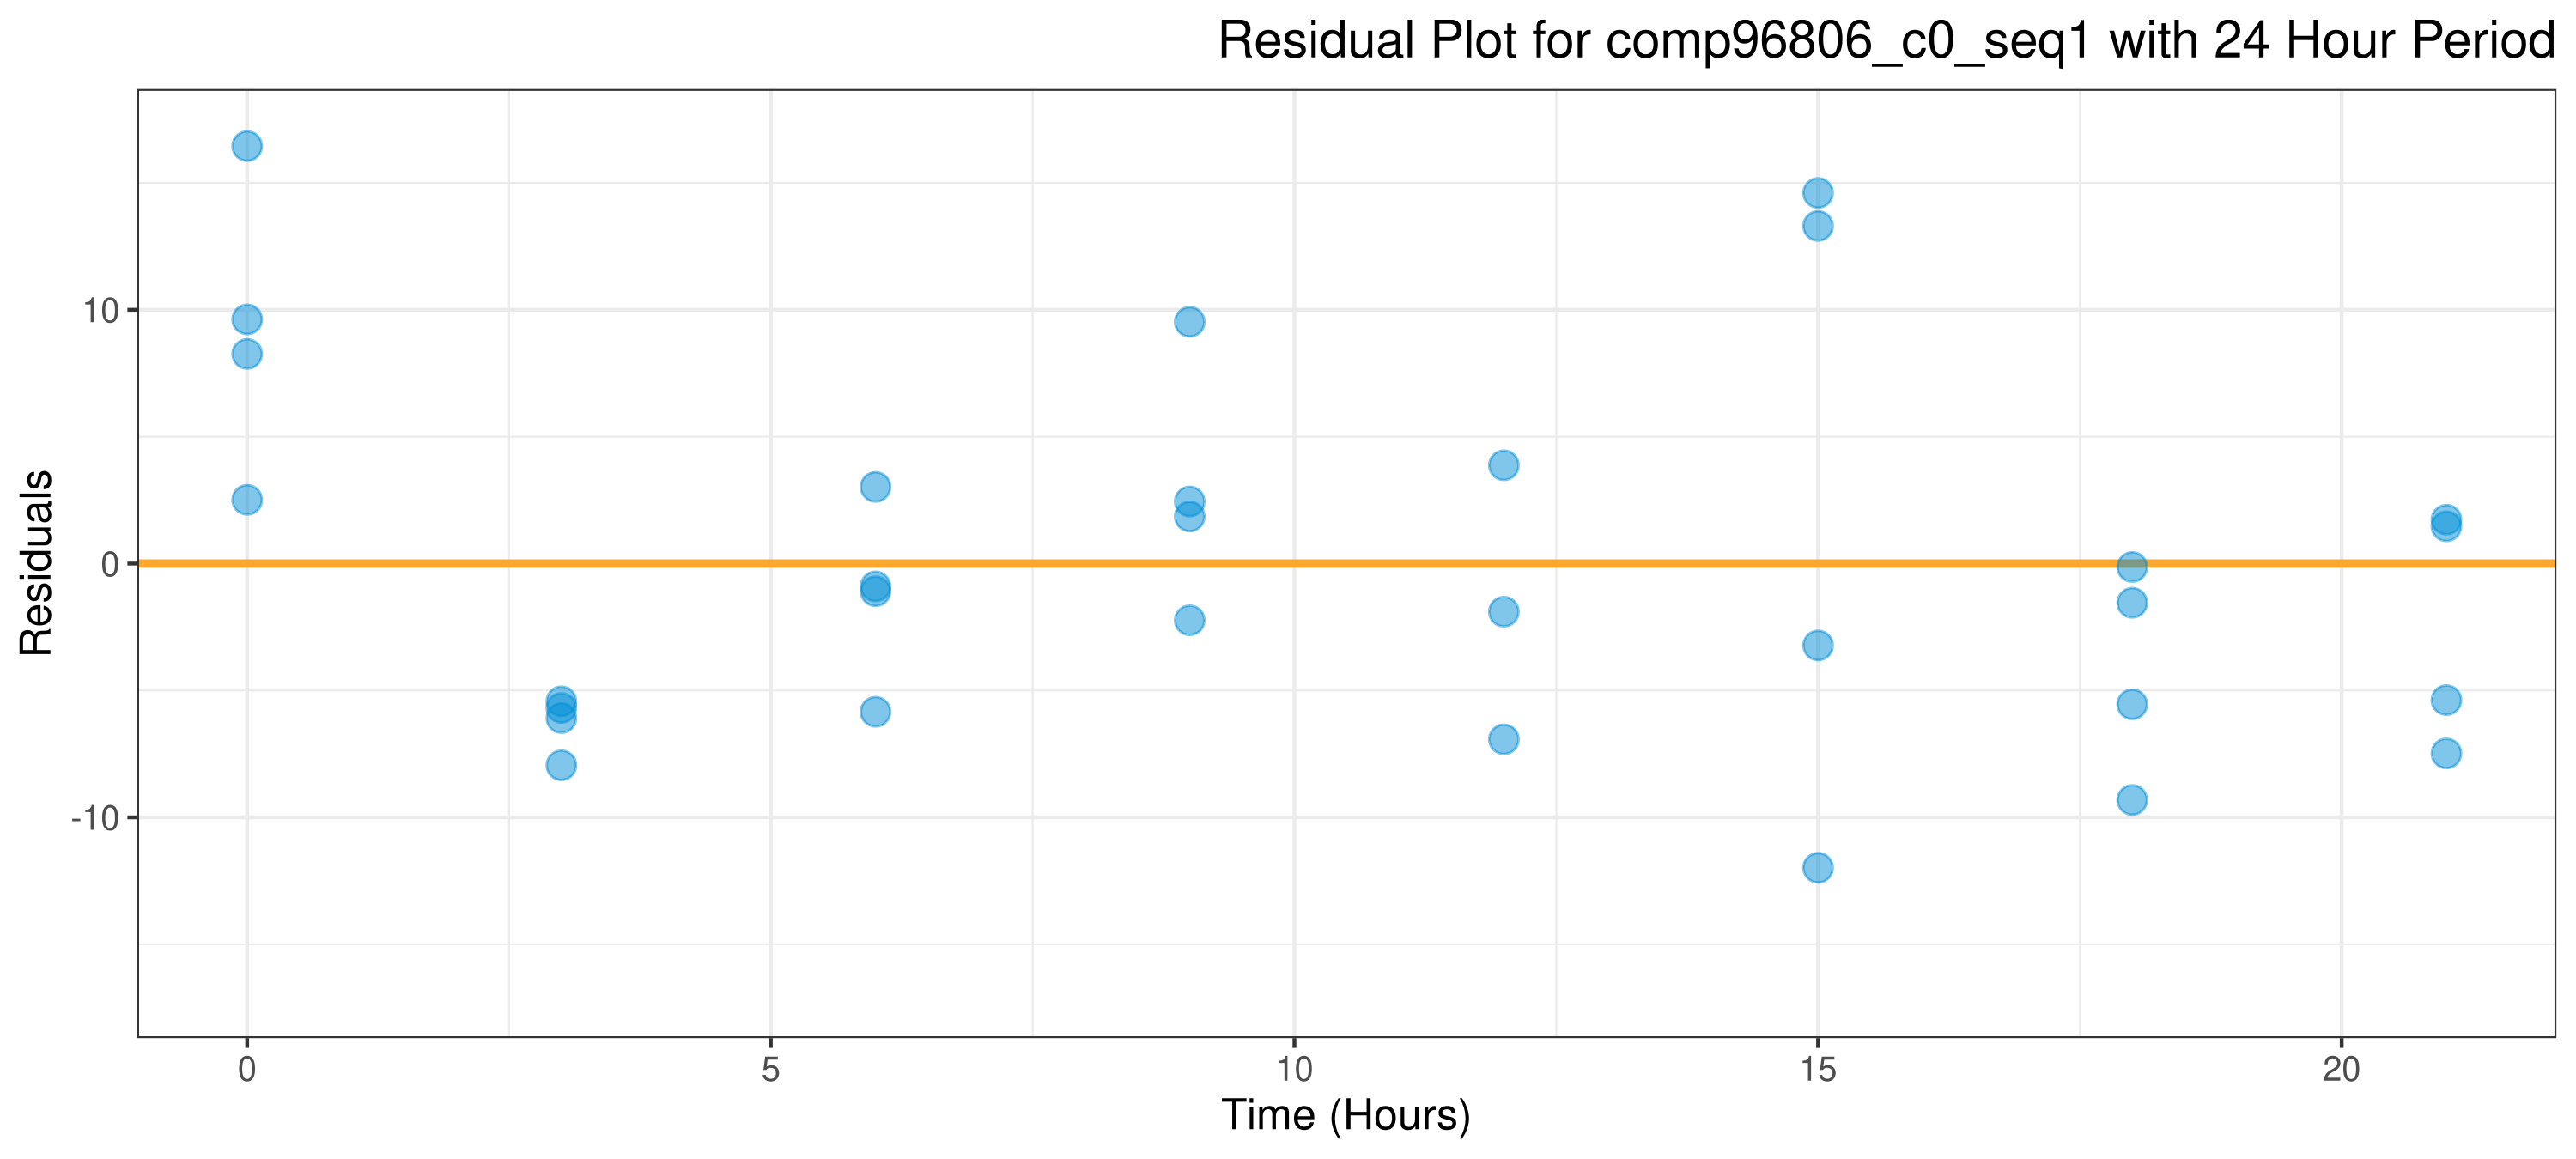 Residual Plot for comp96806_c0_seq1 with 24 Hour Period
Residuals
10
0
-10
0 5 10 15 20
Time (Hours)